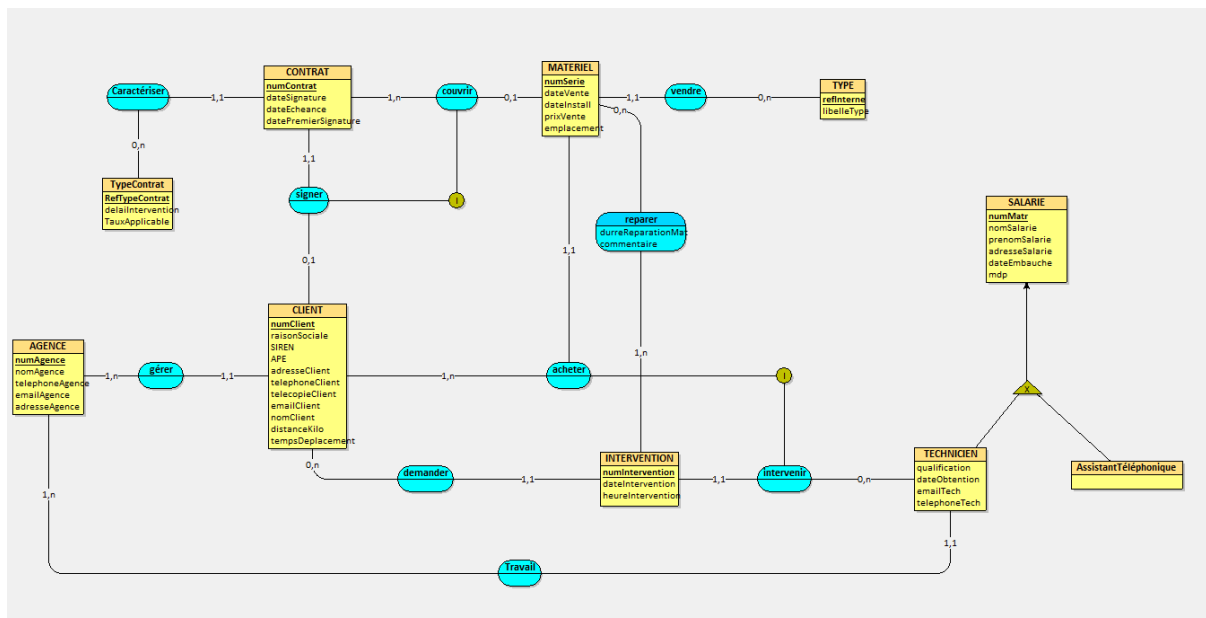 CONTRAT
numContrat
dateSignature
dateEcheance
datePremierSignature
Caractériser
1,1
1,n
couvrir
0,1
MATERIEL
numSerie
dateVente
dateInstall
prixVente
emplacement
1,1
vendre
0,n
TYPE
refInterne
libelleType
0,n
0,n
1,1
TypeContrat
RefTypeContrat
delaiIntervention
TauxApplicable
signer
I
reparer
durreReparationMat
commentaire
SALARIE
numMatr
nomSalarie
prenomSalarie
adresseSalarie
dateEmbauche
mdp
1,1
0,1
CLIENT
numClient
raisonSociale
SIREN
APE
adresseClient
telephoneClient
telecopieClient
emailClient
nomClient
distanceKilo
tempsDeplacement
AGENCE
numAgence
nomAgence
telephoneAgence
emailAgence
adresseAgence
1,n
gérer
1,1
1,n
acheter
I
1,n
X
0,n
demander
1,1
INTERVENTION
numIntervention
dateIntervention
heureIntervention
1,1
intervenir
0,n
TECHNICIEN
qualification
dateObtention
emailTech
telephoneTech
AssistantTéléphonique
1,n
1,1
Travail